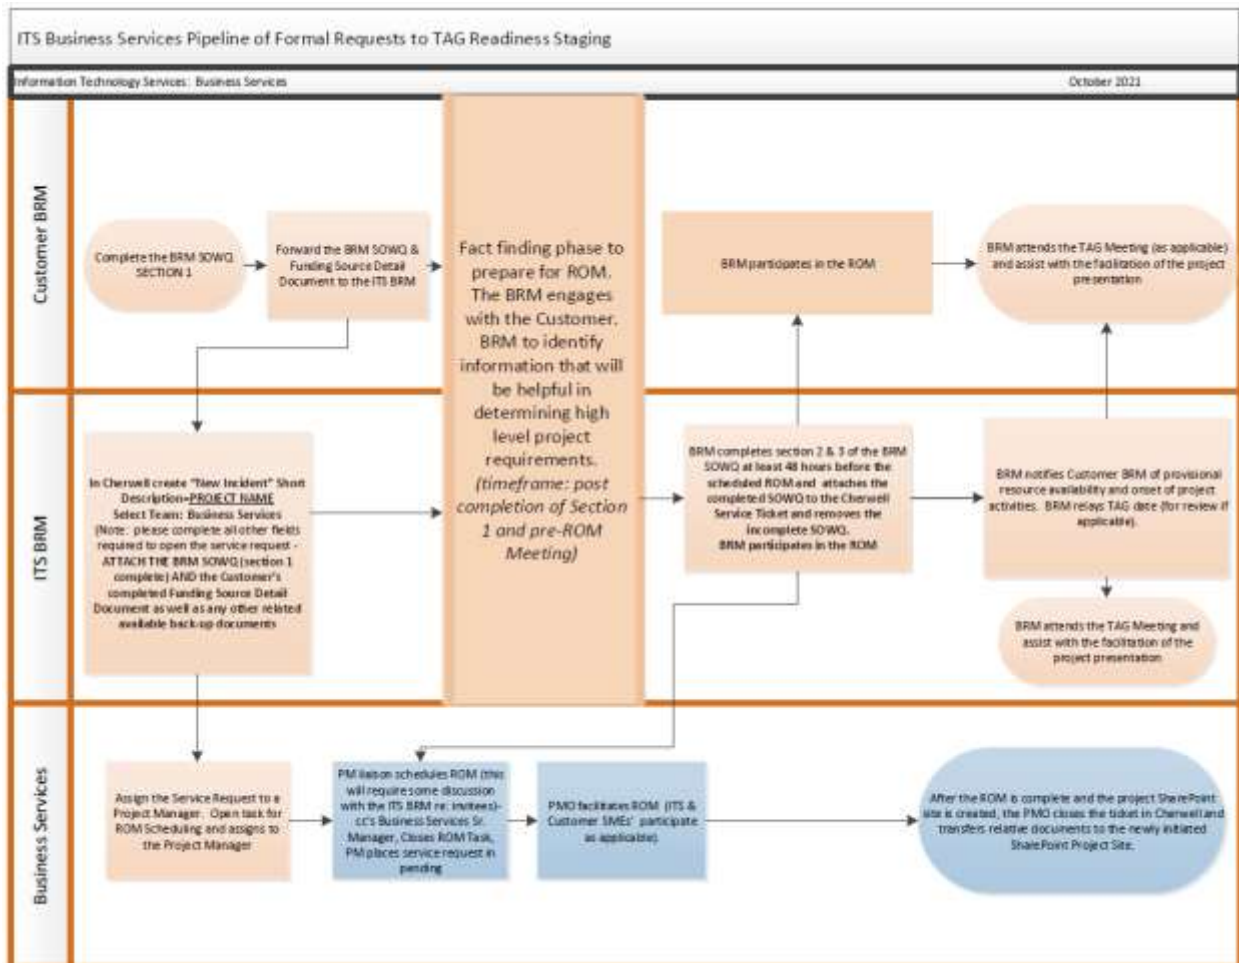 ITS Business Services Pipeline of Formal Requests to TAG Readiness Staging
Information Technology Services: Business Services
October 2021
Customer BRM
Complete the BRM SOWQ
SECTION 1
Forward the BRM SOWQ &
Funding Source Detail
Document to the ITS BRM
Fact finding phase to
prepare for ROM.
The BRM engages
with the Customer.
BRM to identify
information that will
be helpful in
determining high
level project
requirements.
(timeframe: post
completion of Section
1 and pre-ROM
Meeting)
BRM participates in the ROM
BRM attends the TAG Meeting (as applicable)
and assist with the facilitation of the project
presentation
ITS BRM
In Cherwell create "New Incident" Short
Description=PROJECT NAME
Select Team: Business Services
(Note: please complete all other fields
required to open the service request -
ATTACH THE BRM SOWQ (section 1
complete) AND the Customer's
completed Funding Source Detail
Document as well as any other related
available back-up documents
BRM completes section 2 & 3 of the BRM
SOWQ at least 48 hours before the
scheduled ROM and attaches the
completed SOWQ to the Cherwell
Service Ticket and removes the
incomplete SOWQ.
BRM participates in the ROM
BRM notifies Customer BRM of provisional
resource availability and onset of project
activities. BRM relays TAG date (for review if
applicable).
BRM attends the TAG Meeting and
assist with the facilitation of the
project presentation
Business Services
Assign the Service Request to a
Project Manager. Open task for
ROM Scheduling and assigns to
the Project Manager
PM liaison schedules ROM (this
will require some discussion
with the ITS BRM re: invitees)-
cc's Business Services Sr.
Manager, Closes ROM Task,
PM places service request in
pending
PMO facilitates ROM (ITS &
Customer SMEs' participate
as applicable).
After the ROM is complete and the project SharePoint
site is created, the PMO closes the ticket in Cherwell and
transfers relative documents to the newly initiated
SharePoint Project Site.